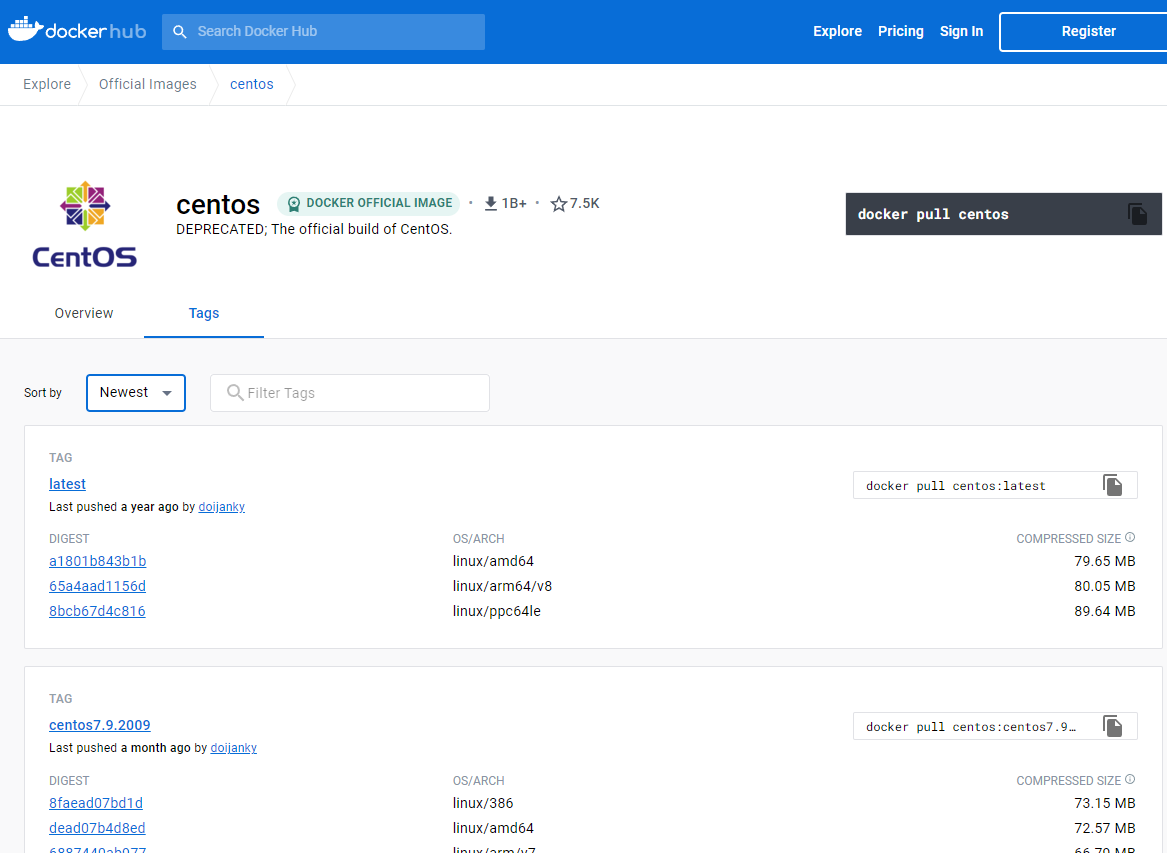 dockerhub Search Docker Hub Explore Pricing Sign In Register
Explore Official Images centos
CentOS
centos DOCKER OFFICIAL IMAGE · 1B+ · 7.5K
DEPRECATED; The official build of CentOS.
docker pull centos
Overview Tags
Sort by Newest Filter Tags
TAG
latest
Last pushed a year ago by doijanky
docker pull centos:latest
DIGEST OS/ARCH COMPRESSED SIZE
a1801b843b1b linux/amd64 79.65 MB
65a4aad1156d linux/arm64/v8 80.05 MB
8bcb67d4c816 linux/ppc64le 89.64 MB
TAG
centos7.9.2009
Last pushed a month ago by doijanky
docker pull centos:centos7.9…
DIGEST OS/ARCH COMPRESSED SIZE
8faead07bd1d linux/386 73.15 MB
dead07b4d8ed linux/amd64 72.57 MB
6887440ab977 linux/arm/v7 66.70 MB